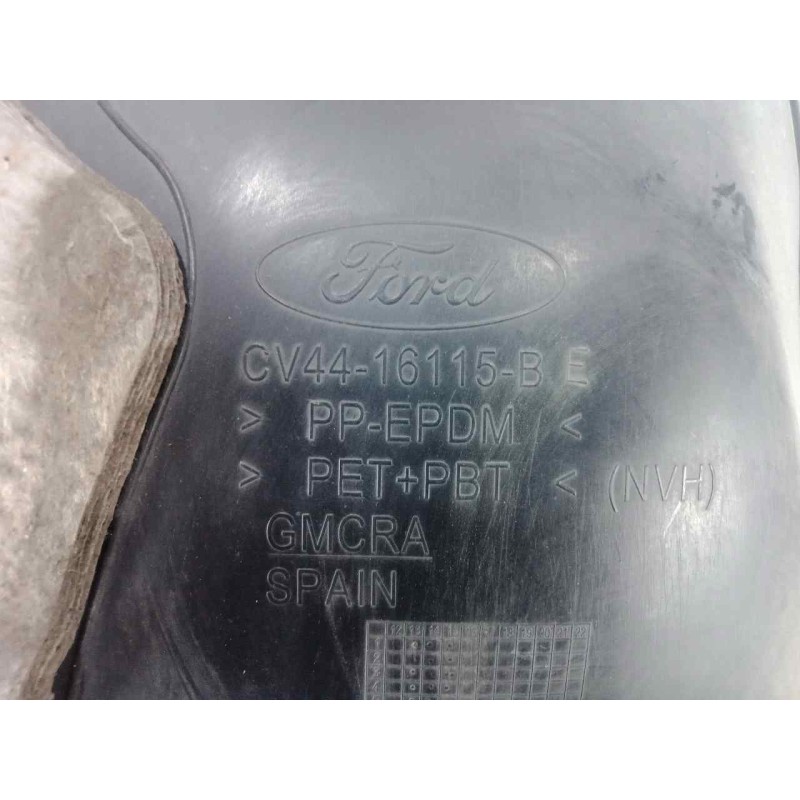 Ford
CV44-16115-B E
> PP-EPDM <
> PET+PBT < (NVH)
GMCRA
SPAIN